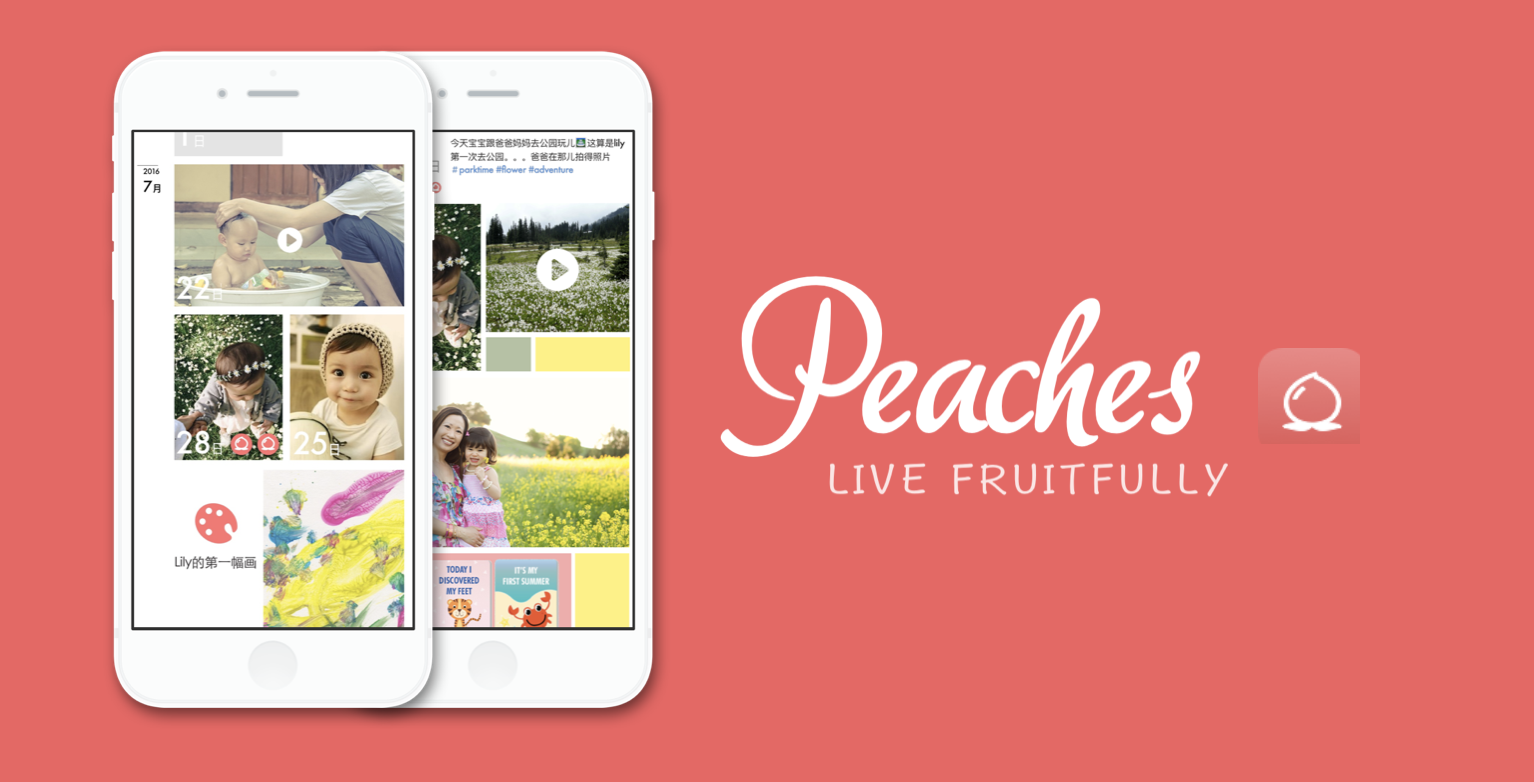 1日
2016
7月
22日
28日
25日
Lily的第一幅画
日
今天宝宝跟爸爸妈妈去公园玩儿🏞这算是lily
第一次去公园。。。爸爸在那儿拍得照片
#parktime #flower #adventure
TODAY I
DISCOVERED
MY FEET
IT'S MY
FIRST SUMMER
Peaches
LIVE FRUITFULLY